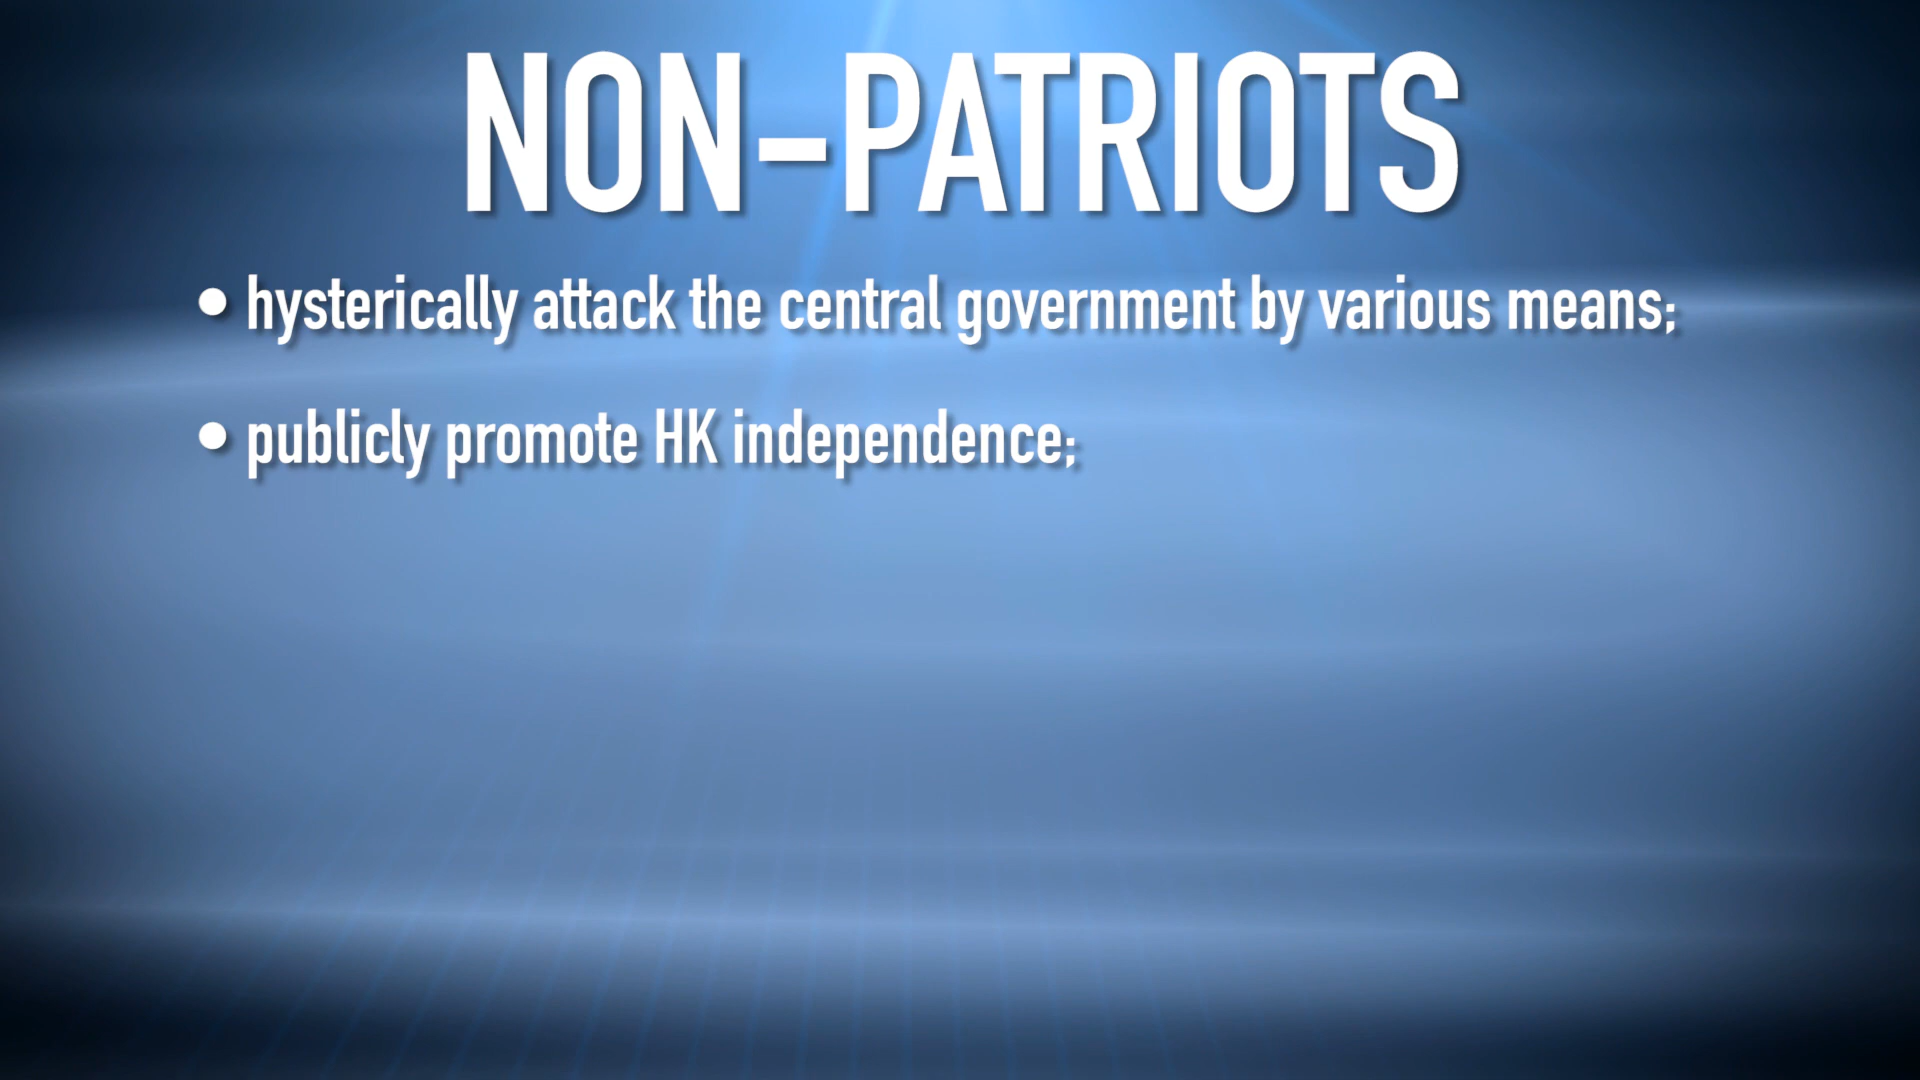 NON-PATRIOTS
• hysterically attack the central government by various means;
• publicly promote HK independence;